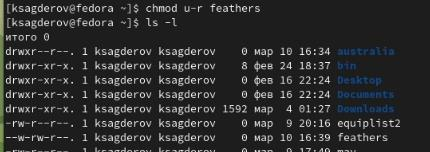 [ksagderov@fedora ~]$ chmod u-r feathers
[ksagderov@fedora ~]$ ls -l
итого 0
drwxr--r--. 1 ksagderov ksagderov 0 мар 10 16:34 australia
drwxr-xr-x. 1 ksagderov ksagderov 8 фев 24 18:37 bin
drwxr-xr-x. 1 ksagderov ksagderov 0 фев 16 22:24 Desktop
drwxr-xr-x. 1 ksagderov ksagderov 0 фев 16 22:24 Documents
drwxr-xr-x. 1 ksagderov ksagderov 1592 мар 4 01:27 Downloads
-rw-r--r--. 1 ksagderov ksagderov 0 мар 9 20:16 equiplist2
--w-rw-r--. 1 ksagderov ksagderov 0 мар 10 16:39 feathers
-rw-r--r--. 1 ksagderov ksagderov 0 мар 9 17:49 may